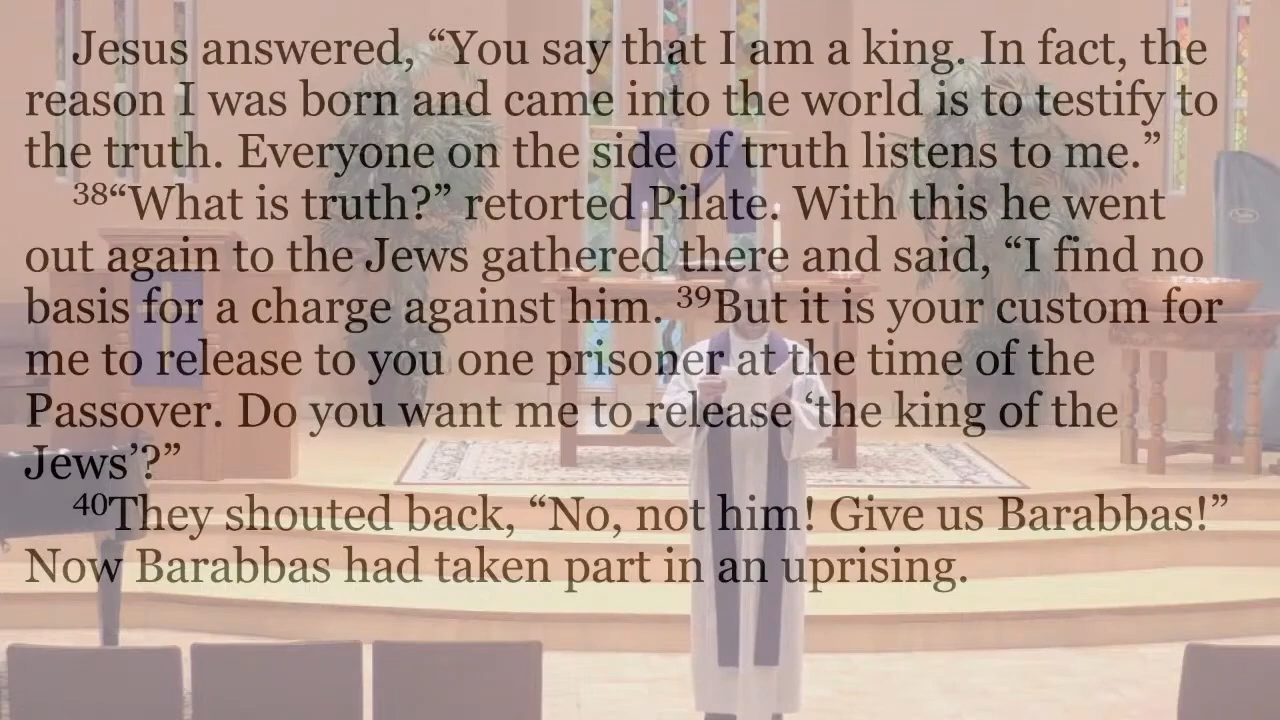 Jesus answered, “You say that I am a king. In fact, the
reason I was born and came into the world is to testify to
the truth. Everyone on the side of truth listens to me.”
38“What is truth?” retorted Pilate. With this he went
out again to the Jews gathered there and said, “I find no
basis for a charge against him. 39But it is your custom for
me to release to you one prisoner at the time of the
Passover. Do you want me to release ‘the king of the
Jews’?”
40They shouted back, “No, not him! Give us Barabbas!”
Now Barabbas had taken part in an uprising.